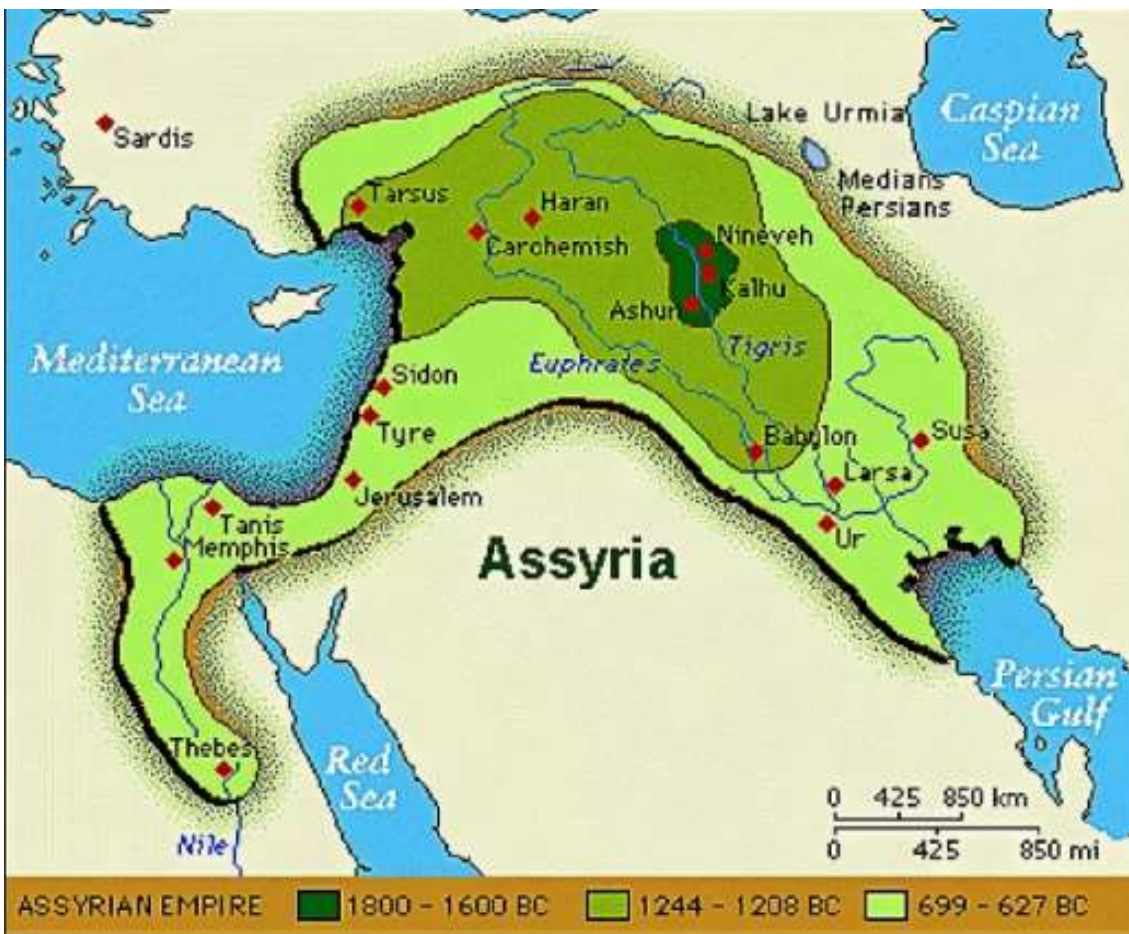 Sardis
Lake Urmia
Caspian
Sea
Medians
Persians
Tarsus
Haran
Carchemish
Nineveh
Kalhu
Ashur
Mediterranean
Sea
Euphrates
Tigris
Sidon
Tyre
Jerusalem
Babylon
Larsa
Susa
Ur
Tanis
Memphis
Assyria
Thebes
Nile
Red
Sea
Persian
Gulf
0 425 850 km
0 425 850 mi
ASSYRIAN EMPIRE 1800 - 1600 BC 1244 - 1208 BC 699 - 627 BC